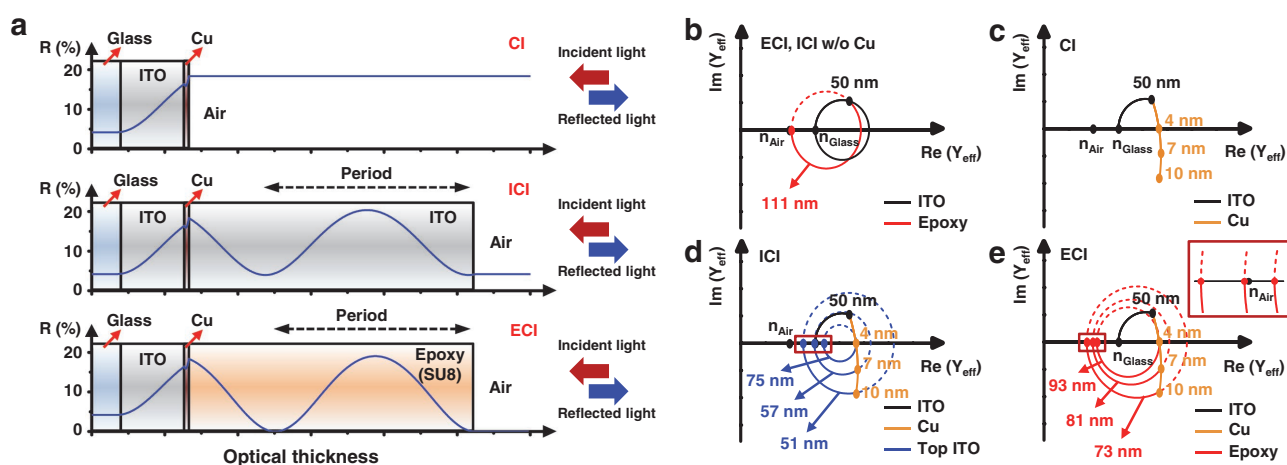 a
R (%)
Glass
Cu
CI
20
ITO
10
Air
0
Incident light
Reflected light
R (%)
Glass
Cu
Period
ICI
20
ITO
ITO
10
Air
0
Incident light
Reflected light
R (%)
Glass
Cu
Period
ECI
20
ITO
Epoxy
(SU8)
10
Air
0
Incident light
Reflected light
Optical thickness
b
ECI, ICI w/o Cu
Im (Yeff)
50 nm
nAir
nGlass
Re (Yeff)
111 nm
ITO
Epoxy
c
CI
Im (Yeff)
50 nm
4 nm
nAir
nGlass
7 nm
Re (Yeff)
10 nm
ITO
Cu
d
ICI
Im (Yeff)
50 nm
nAir
4 nm
Re (Yeff)
7 nm
75 nm
10 nm
57 nm
51 nm
ITO
Cu
Top ITO
e
ECI
Im (Yeff)
nAir
50 nm
4 nm
nGlass
Re (Yeff)
7 nm
93 nm
10 nm
81 nm
73 nm
ITO
Cu
Epoxy